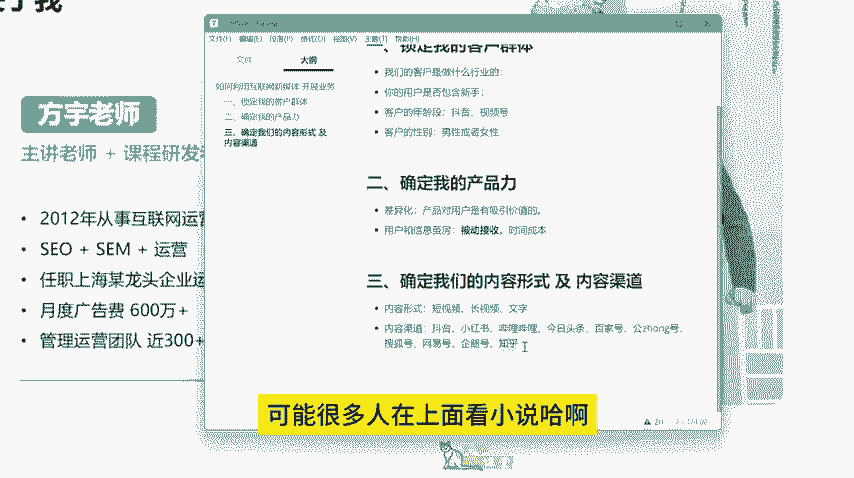 方宇老师
主讲老师 + 课程研发
• 2012年从事互联网运营
• SEO + SEM + 运营
• 任职上海某龙头企业运
• 月度广告费 600万+
• 管理运营团队 近300+
文件(F) 编辑(E) 段落(P) 格式(O) 视图(V) 主题(T) 帮助(H)
文件 大纲
如何利用互联网新媒体 开展业务
一、锁定我的客户群体
二、确定我的产品力
三、确定我们的内容形式 及
内容渠道
一、锁定我的客户群体
• 我们的客户是做什么行业的;
• 你的用户是否包含新手;
• 客户的年龄段：抖音、视频号
• 客户的性别：男性或者女性
二、确定我的产品力
• 差异化：产品对用户是有吸引价值的。
• 用户和信息茧房：被动接收，时间成本
三、确定我们的内容形式 及 内容渠道
• 内容形式：短视频、长视频、文字
• 内容渠道：抖音、小红书、哔哩哔哩、今日头条、百家号、公zhong号、
搜狐号、网易号、企鹅号、知乎
可能很多人在上面看小说哈啊